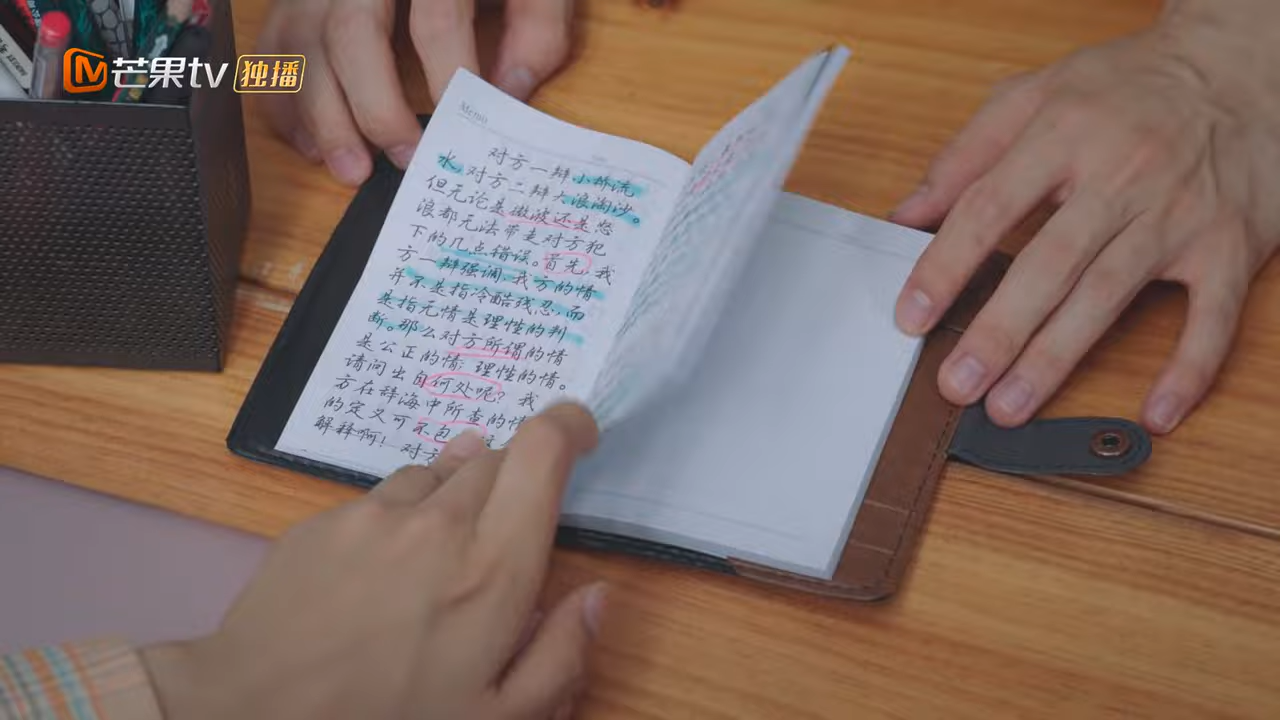 芒果tv 独播
Memo
对方一辩小桥流
水，对方二辩大浪淘沙。
但无论是微波还是怒
浪都无法带走对方犯
下的几点错误。首先，我
方一辩强调，我方的情
并不是指冷酷残忍，而
是指无情是理性的判
断。那么对方所谓的情
是公正的情，理性的情。
请问出自何处呢？我
方在辞海中所查的情
的定义可不包
解释啊！对方